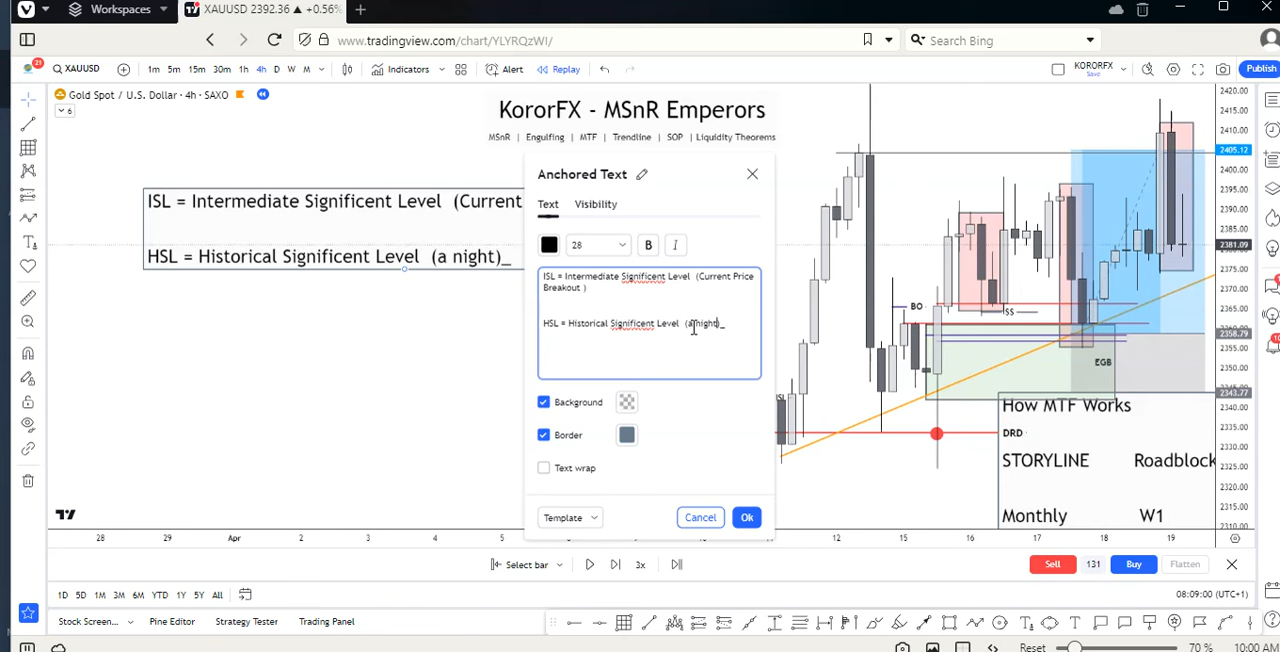 Workspaces
XAUUSD 2392.36 ▲ +0.56%
www.tradingview.com/chart/YLYRQzWI/
Search Bing
21
XAUUSD
1m 5m 15m 30m 1h 4h D W M
Indicators
Alert
Replay
KORORFX
Save
Publish
Gold Spot / U.S. Dollar · 4h · SAXO
6
KororFX - MSnR Emperors
MSnR | Engulfing | MTF | Trendline | SOP | Liquidity Theorems
ISL = Intermediate Significent Level (Current
HSL = Historical Significent Level (a night)_
Anchored Text
Text Visibility
28
B I
ISL = Intermediate Significent Level (Current Price
Breakout )
HSL = Historical Significent Level (a night)_
Background
Border
Text wrap
Template
Cancel
Ok
BO
ISS
EGB
How MTF Works
DRD
STORYLINE Roadblock
Monthly W1
2420.00
2415.00
2410.00
2405.12
2400.00
2395.00
2390.00
2385.00
2381.09
2375.00
2370.00
2365.00
2358.79
2355.00
2350.00
2343.77
2340.00
2335.00
2330.00
2325.00
2320.00
2315.00
2310.00
28 29 Apr 2 3 4 5 12 15 16 17 18 19
Select bar
3x
Sell 131 Buy Flatten
1D 5D 1M 3M 6M YTD 1Y 5Y All
08:09:00 (UTC+1)
Stock Screen...
Pine Editor
Strategy Tester
Trading Panel
Reset
70 %
10:00 AM